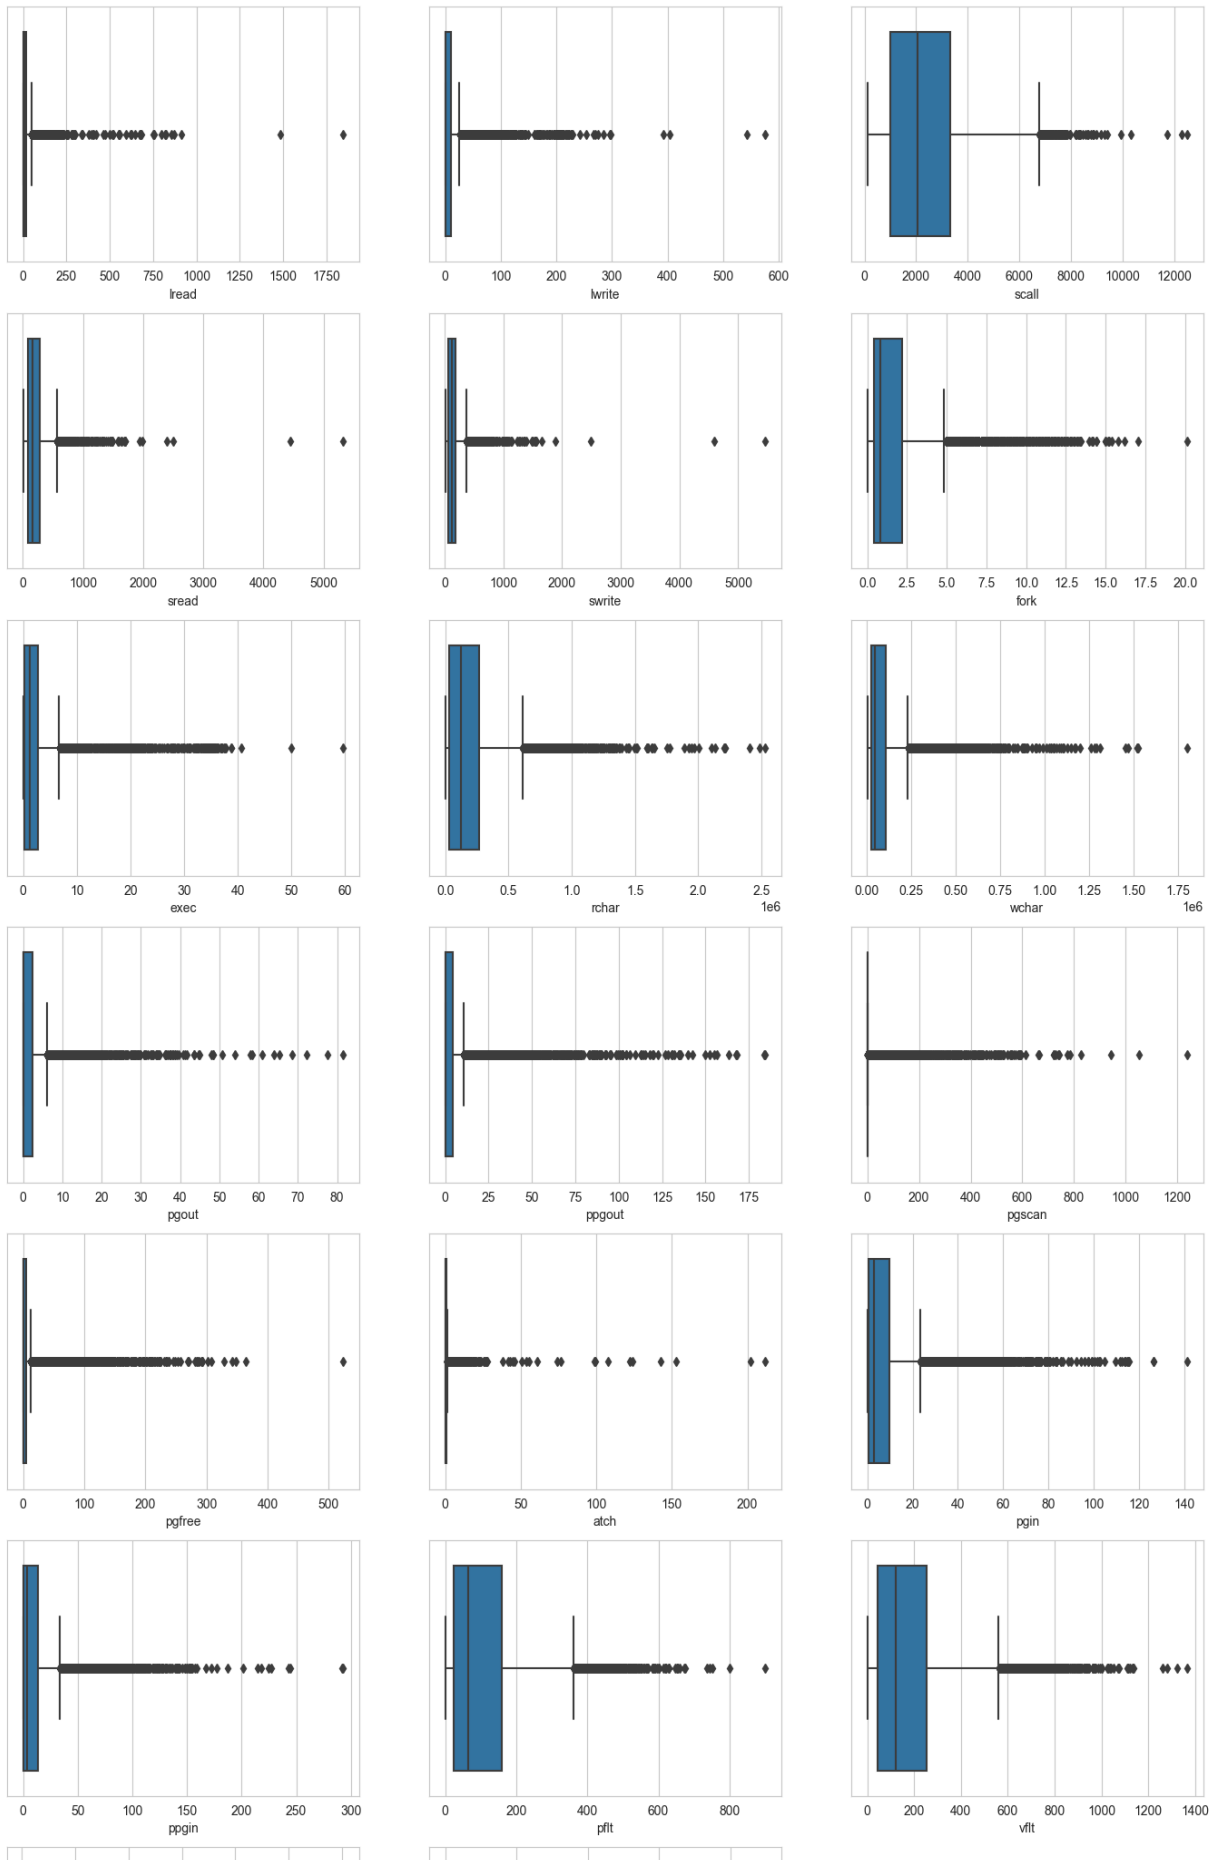 0 250 500 750 1000 1250 1500 1750
lread
0 100 200 300 400 500 600
lwrite
0 2000 4000 6000 8000 10000 12000
scall
0 1000 2000 3000 4000 5000
sread
0 1000 2000 3000 4000 5000
swrite
0.0 2.5 5.0 7.5 10.0 12.5 15.0 17.5 20.0
fork
0 10 20 30 40 50 60
exec
0.0 0.5 1.0 1.5 2.0 2.5
rchar 1e6
0.00 0.25 0.50 0.75 1.00 1.25 1.50 1.75
wchar 1e6
0 10 20 30 40 50 60 70 80
pgout
0 25 50 75 100 125 150 175
ppgout
0 200 400 600 800 1000 1200
pgscan
0 100 200 300 400 500
pgfree
0 50 100 150 200
atch
0 20 40 60 80 100 120 140
pgin
0 50 100 150 200 250 300
ppgin
0 200 400 600 800
pflt
0 200 400 600 800 1000 1200 1400
vflt